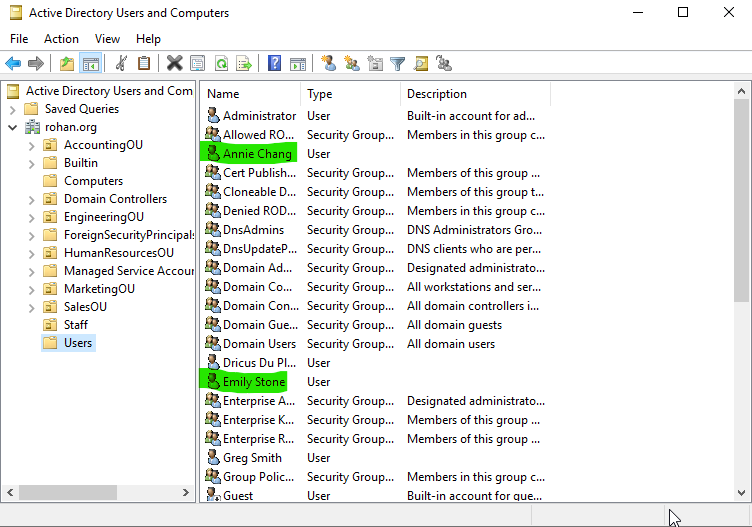 Active Directory Users and Computers
File Action View Help
Active Directory Users and Com
Saved Queries
rohan.org
AccountingOU
Builtin
Computers
Domain Controllers
EngineeringOU
ForeignSecurityPrincipals
HumanResourcesOU
Managed Service Accour
MarketingOU
SalesOU
Staff
Users
Name Type Description
Administrator User Built-in account for ad...
Allowed RO... Security Group... Members in this group c...
Annie Chang User
Cert Publish... Security Group... Members of this group ...
Cloneable D... Security Group... Members of this group t...
Denied ROD... Security Group... Members in this group c...
DnsAdmins Security Group... DNS Administrators Gro...
DnsUpdateP... Security Group... DNS clients who are per...
Domain Ad... Security Group... Designated administrato...
Domain Co... Security Group... All workstations and ser...
Domain Con... Security Group... All domain controllers i...
Domain Gue... Security Group... All domain guests
Domain Users Security Group... All domain users
Dricus Du Pl... User
Emily Stone User
Enterprise A... Security Group... Designated administrato...
Enterprise K... Security Group... Members of this group ...
Enterprise R... Security Group... Members of this group ...
Greg Smith User
Group Polic... Security Group... Members in this group c...
Guest User Built-in account for gue...